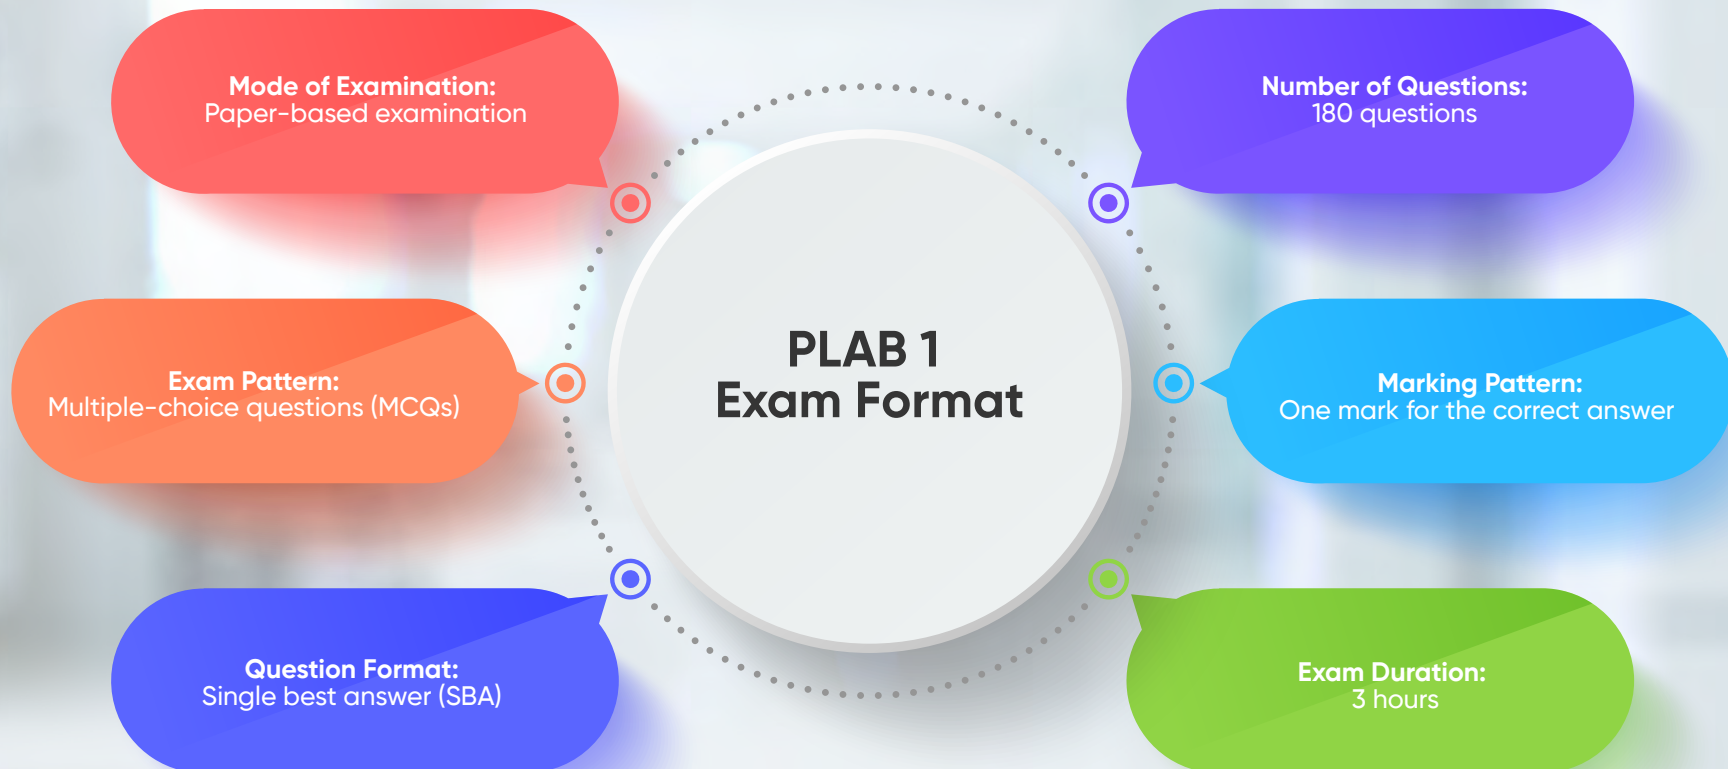 Mode of Examination:
Paper-based examination
Number of Questions:
180 questions
PLAB 1
Exam Format
Exam Pattern:
Multiple-choice questions (MCQs)
Marking Pattern:
One mark for the correct answer
Question Format:
Single best answer (SBA)
Exam Duration:
3 hours